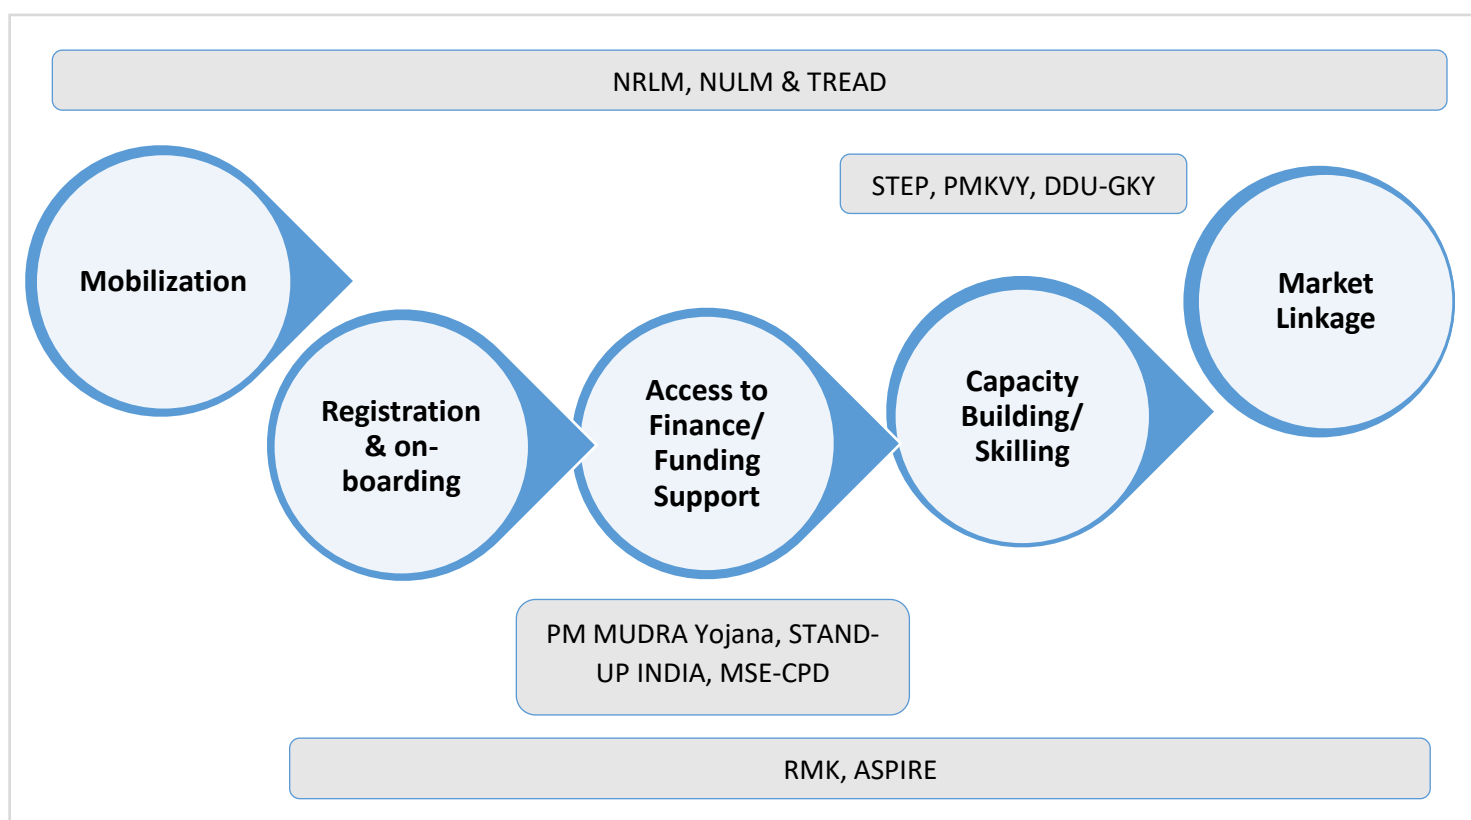 NRLM, NULM & TREAD
STEP, PMKVY, DDU-GKY
Mobilization
Market
Linkage
Registration
& on-
boarding
Access to
Finance/
Funding
Support
Capacity
Building/
Skilling
PM MUDRA Yojana, STAND-
UP INDIA, MSE-CPD
RMK, ASPIRE